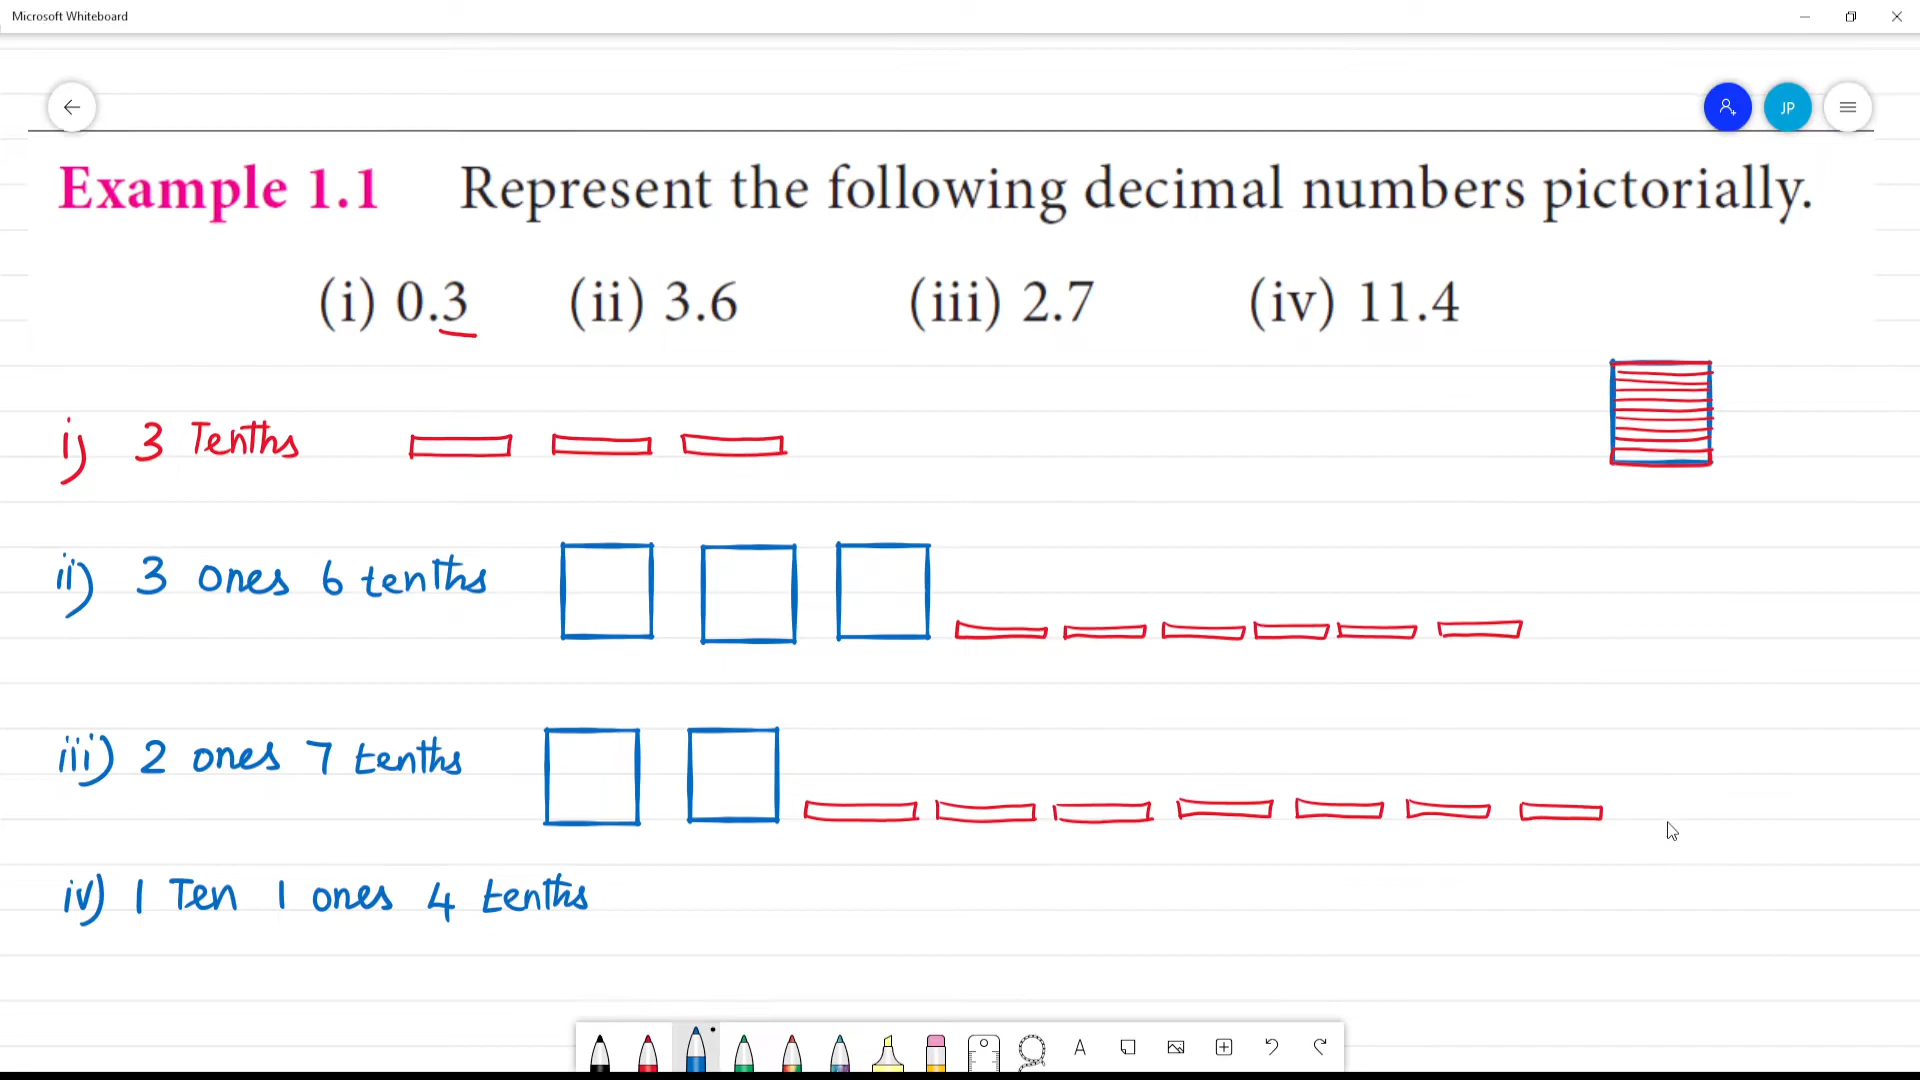 Microsoft Whiteboard
JP
Example 1.1 Represent the following decimal numbers pictorially.
(i) 0.3 (ii) 3.6 (iii) 2.7 (iv) 11.4
i) 3 Tenths
ii) 3 ones 6 tenths
iii) 2 ones 7 tenths
iv) 1 Ten 1 ones 4 tenths
A